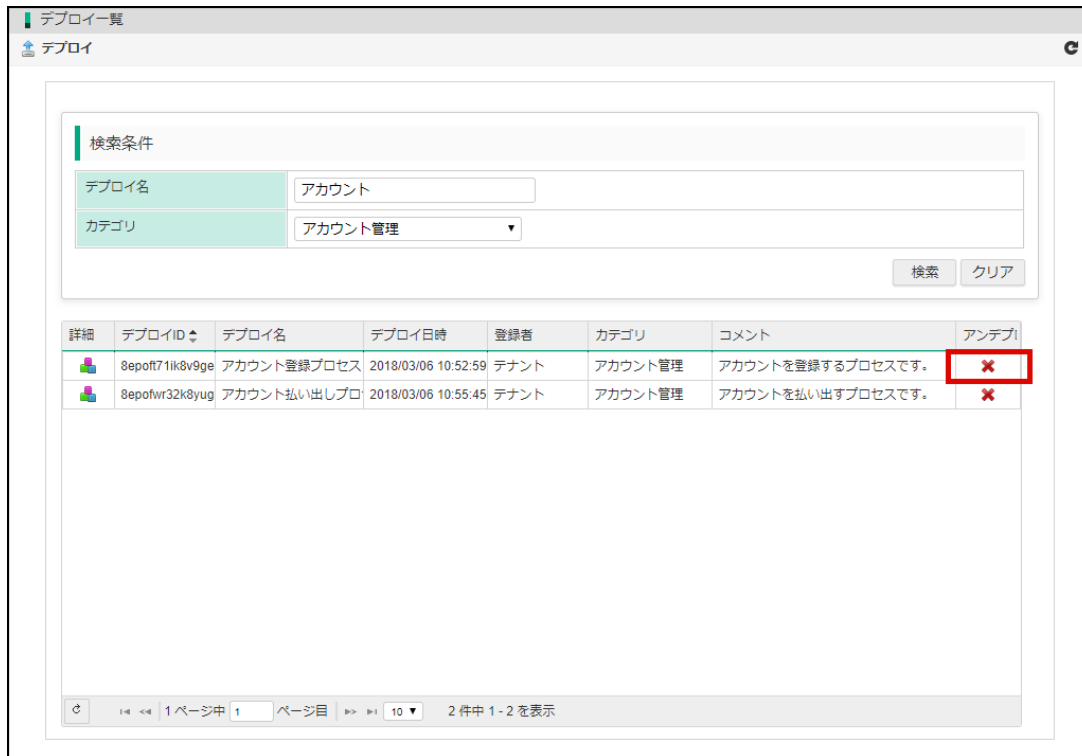 デプロイ一覧
デプロイ
検索条件
デプロイ名 アカウント
カテゴリ アカウント管理
検索 クリア
詳細 デプロイID デプロイ名 デプロイ日時 登録者 カテゴリ コメント アンデプ
8epoft71ik8v9ge アカウント登録プロセス 2018/03/06 10:52:59 テナント アカウント管理 アカウントを登録するプロセスです。
8epofwr32k8yug アカウント払い出しプロ 2018/03/06 10:55:45 テナント アカウント管理 アカウントを払い出すプロセスです。
1 ページ中 1 ページ目 10 2 件中 1 - 2 を表示